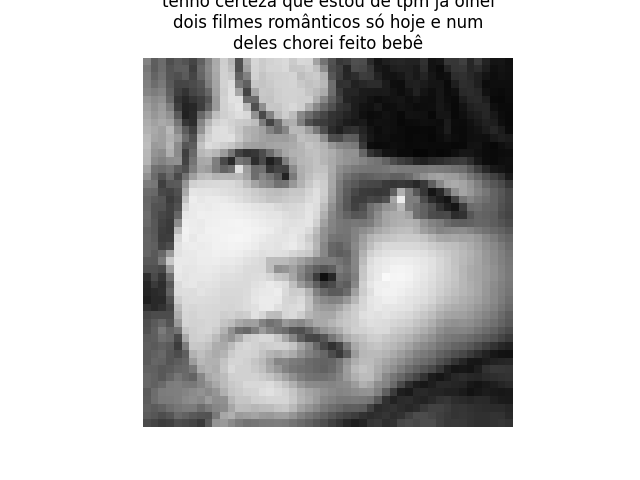 tenho certeza que estou de tpm já olhei
dois filmes românticos só hoje e num
deles chorei feito bebê